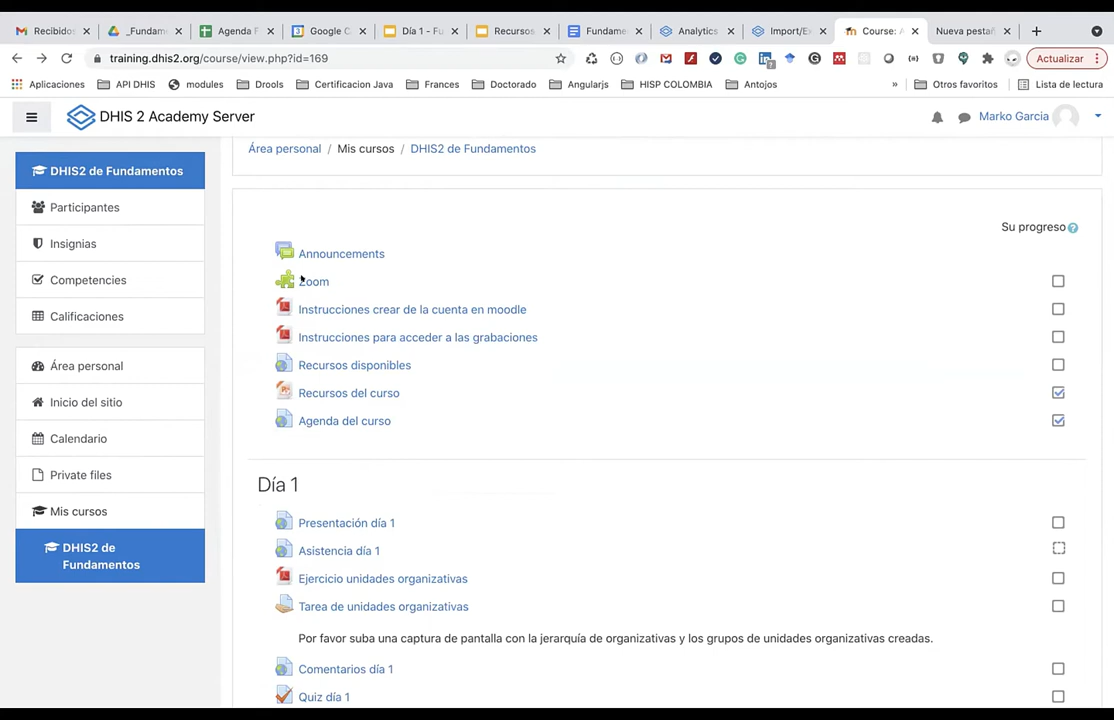 Recibidos
_Fundam
Agenda F
Google C
Día 1 - Fu
Recursos
Fundame
Analytics
Import/Ex
Course: A
Nueva pestañ
training.dhis2.org/course/view.php?id=169
Actualizar
Aplicaciones
API DHIS
modules
Drools
Certificacion Java
Frances
Doctorado
Angularjs
HISP COLOMBIA
Antojos
»
Otros favoritos
Lista de lectura
DHIS 2 Academy Server
Marko Garcia
DHIS2 de Fundamentos
Participantes
Insignias
Competencies
Calificaciones
Área personal
Inicio del sitio
Calendario
Private files
Mis cursos
DHIS2 de
Fundamentos
Área personal / Mis cursos / DHIS2 de Fundamentos
Su progreso
Announcements
Zoom
Instrucciones crear de la cuenta en moodle
Instrucciones para acceder a las grabaciones
Recursos disponibles
Recursos del curso
Agenda del curso
Día 1
Presentación día 1
Asistencia día 1
Ejercicio unidades organizativas
Tarea de unidades organizativas
Por favor suba una captura de pantalla con la jerarquía de organizativas y los grupos de unidades organizativas creadas.
Comentarios día 1
Quiz día 1